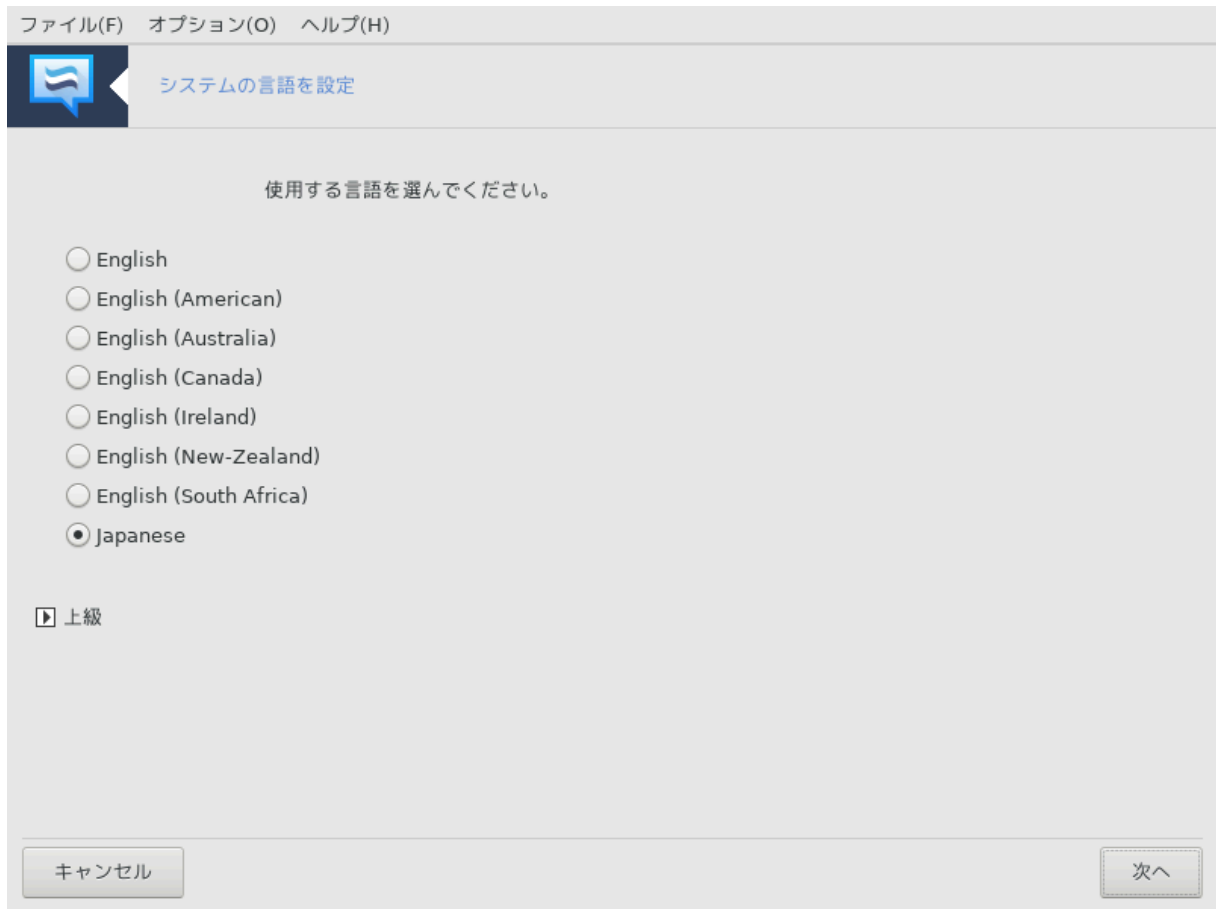 ファイル(F) オプション(O) ヘルプ(H)
システムの言語を設定
使用する言語を選んでください。
English
English (American)
English (Australia)
English (Canada)
English (Ireland)
English (New-Zealand)
English (South Africa)
Japanese
上級
キャンセル 次へ